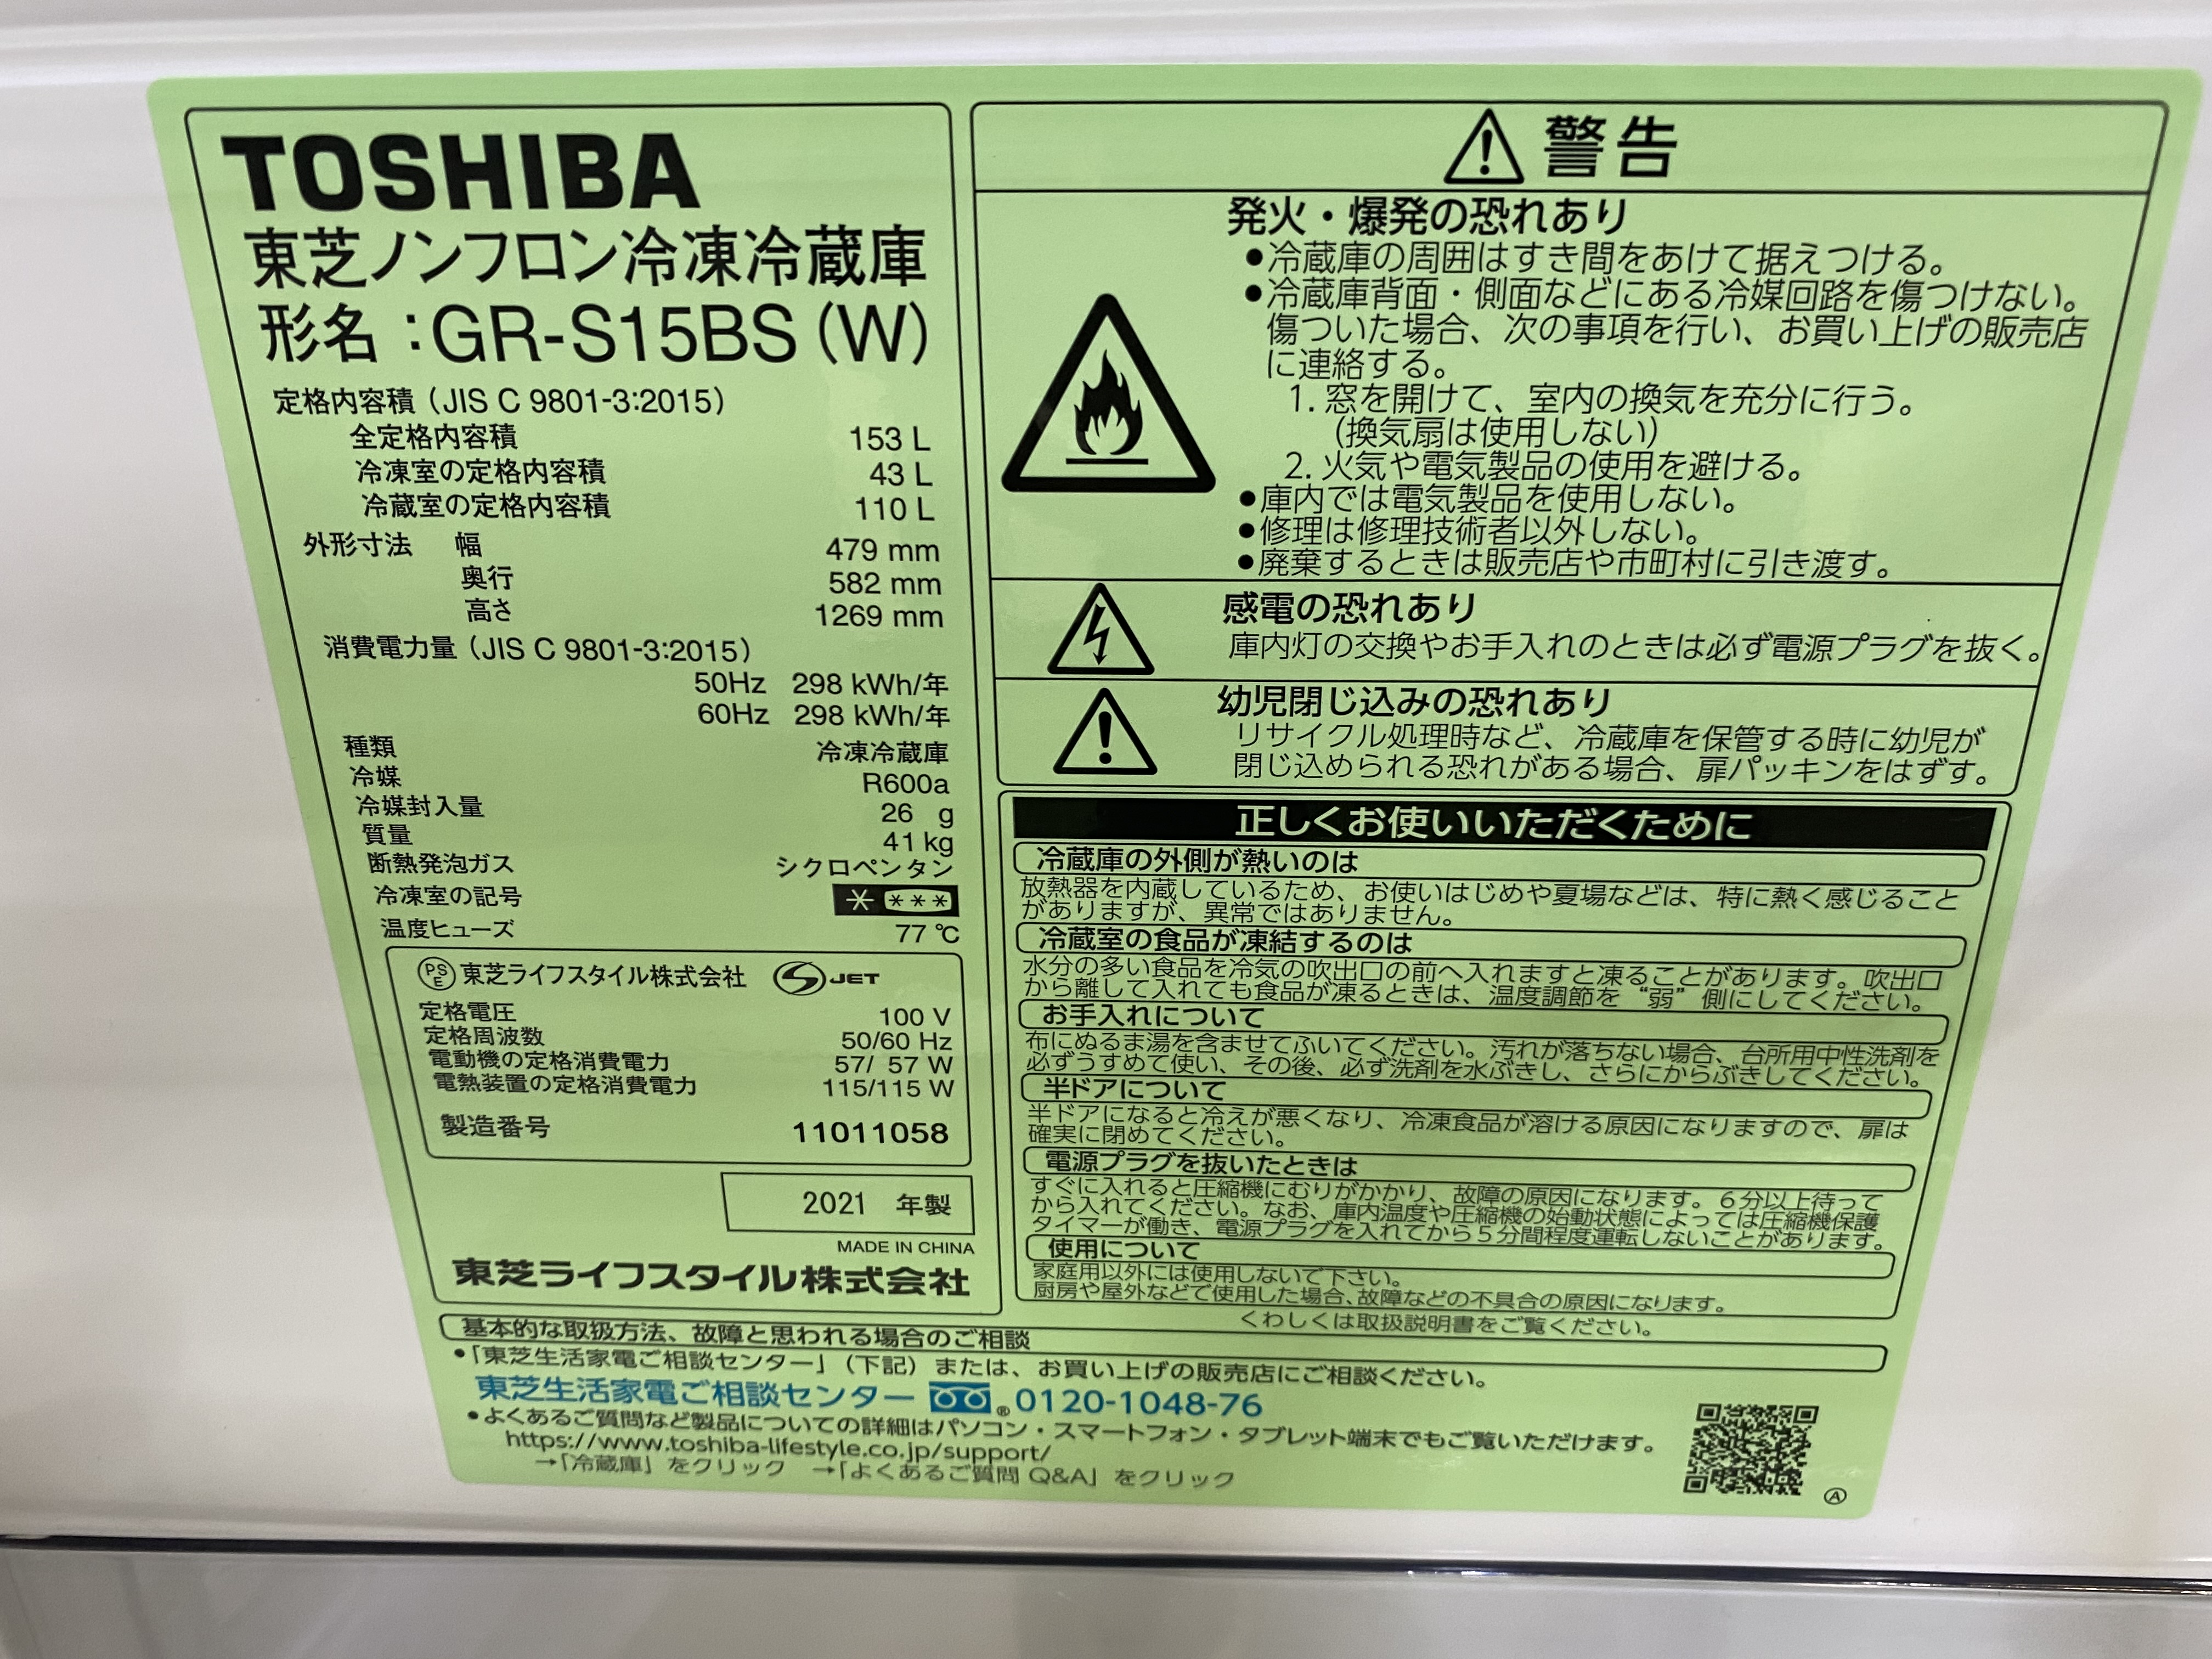 TOSHIBA
東芝ノンフロン冷凍冷蔵庫
形名：GR-S15BS（W）
定格内容積（JIS C 9801-3:2015）
全定格内容積 153 L
冷凍室の定格内容積 43 L
冷蔵室の定格内容積 110 L
外形寸法 幅 479 mm
奥行 582 mm
高さ 1269 mm
消費電力量（JIS C 9801-3:2015）
50Hz 298 kWh/年
60Hz 298 kWh/年
種類 冷凍冷蔵庫
冷媒 R600a
冷媒封入量 26 g
質量 41 kg
断熱発泡ガス シクロペンタン
冷凍室の記号 * ***
温度ヒューズ 77 ℃
PSE 東芝ライフスタイル株式会社 JET
定格電圧 100 V
定格周波数 50/60 Hz
電動機の定格消費電力 57/ 57 W
電熱装置の定格消費電力 115/115 W
製造番号 11011058
2021 年製
MADE IN CHINA
東芝ライフスタイル株式会社
警告
発火・爆発の恐れあり
●冷蔵庫の周囲はすき間をあけて据えつける。
●冷蔵庫背面・側面などにある冷媒回路を傷つけない。
傷ついた場合、次の事項を行い、お買い上げの販売店
に連絡する。
1. 窓を開けて、室内の換気を充分に行う。
（換気扇は使用しない）
2. 火気や電気製品の使用を避ける。
●庫内では電気製品を使用しない。
●修理は修理技術者以外しない。
●廃棄するときは販売店や市町村に引き渡す。
感電の恐れあり
庫内灯の交換やお手入れのときは必ず電源プラグを抜く。
幼児閉じ込みの恐れあり
リサイクル処理時など、冷蔵庫を保管する時に幼児が
閉じ込められる恐れがある場合、扉パッキンをはずす。
正しくお使いいただくために
冷蔵庫の外側が熱いのは
放熱器を内蔵しているため、お使いはじめや夏場などは、特に熱く感じること
がありますが、異常ではありません。
冷蔵室の食品が凍結するのは
水分の多い食品を冷気の吹出口の前へ入れますと凍ることがあります。吹出口
から離して入れても食品が凍るときは、温度調節を“弱”側にしてください。
お手入れについて
布にぬるま湯を含ませてふいてください。汚れが落ちない場合、台所用中性洗剤を
必ずうすめて使い、その後、必ず洗剤を水ぶきし、さらにからぶきしてください。
半ドアについて
半ドアになると冷えが悪くなり、冷凍食品が溶ける原因になりますので、扉は
確実に閉めてください。
電源プラグを抜いたときは
すぐに入れると圧縮機にむりがかかり、故障の原因になります。6分以上待って
から入れてください。なお、庫内温度や圧縮機の始動状態によっては圧縮機保護
タイマーが働き、電源プラグを入れてから5分間程度運転しないことがあります。
使用について
家庭用以外には使用しないで下さい。
厨房や屋外などで使用した場合、故障などの不具合の原因になります。
くわしくは取扱説明書をご覧ください。
基本的な取扱方法、故障と思われる場合のご相談
●「東芝生活家電ご相談センター」（下記）または、お買い上げの販売店にご相談ください。
東芝生活家電ご相談センター ®0120-1048-76
●よくあるご質問など製品についての詳細はパソコン・スマートフォン・タブレット端末でもご覧いただけます。
https://www.toshiba-lifestyle.co.jp/support/
→「冷蔵庫」をクリック →「よくあるご質問 Q&A」をクリック
Ⓐ